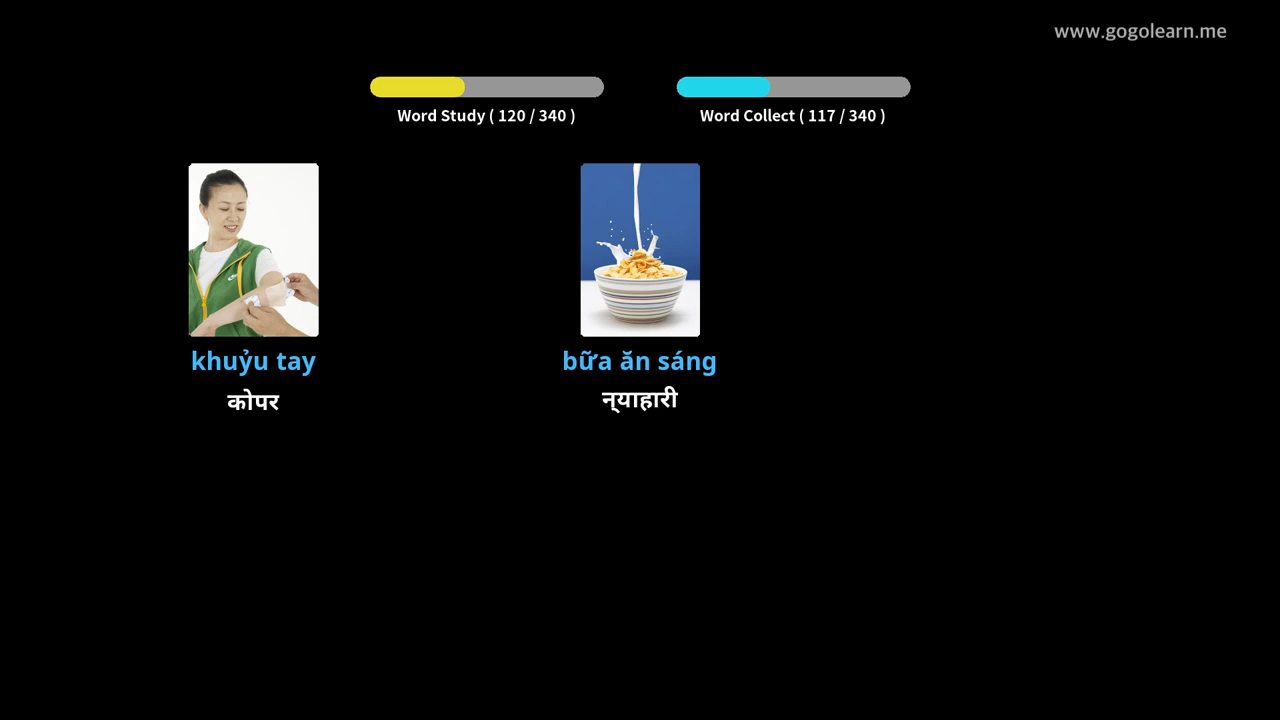 www.gogolearn.me
Word Study ( 120 / 340 )
Word Collect ( 117 / 340 )
khuỷu tay
bữa ăn sáng
कोपर
न्याहारी